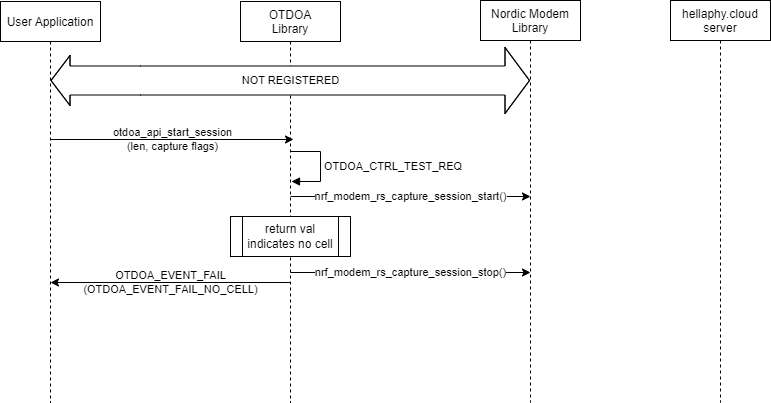 User Application
OTDOA
Library
Nordic Modem
Library
hellaphy.cloud
server
NOT REGISTERED
otdoa_api_start_session
(len, capture flags)
OTDOA_CTRL_TEST_REQ
nrf_modem_rs_capture_session_start()
return val
indicates no cell
nrf_modem_rs_capture_session_stop()
OTDOA_EVENT_FAIL
(OTDOA_EVENT_FAIL_NO_CELL)